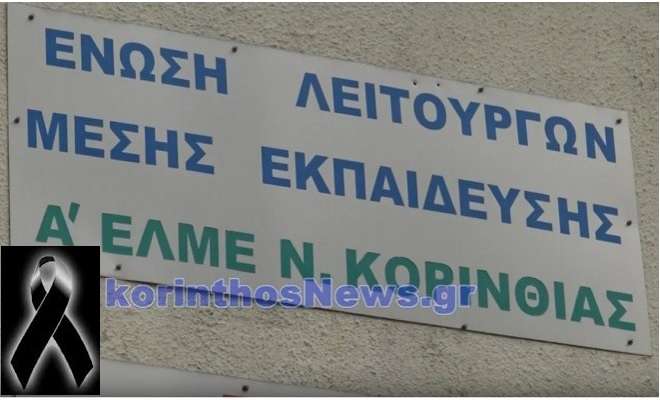 ΕΝΩΣΗ ΛΕΙΤΟΥΡΓΩΝ
ΜΕΣΗΣ ΕΚΠΑΙΔΕΥΣΗΣ
Α' ΕΛΜΕ Ν. ΚΟΡΙΝΘΙΑΣ
korinthosNews.gr